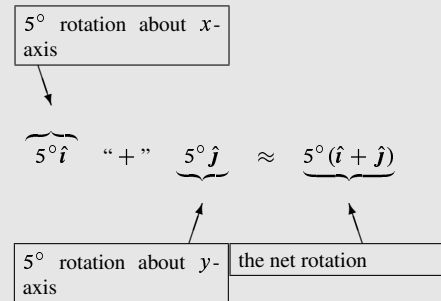 5° rotation about x-
axis
5°î “+” 5°ĵ ≈ 5°(î + ĵ)
5° rotation about y-
axis
the net rotation